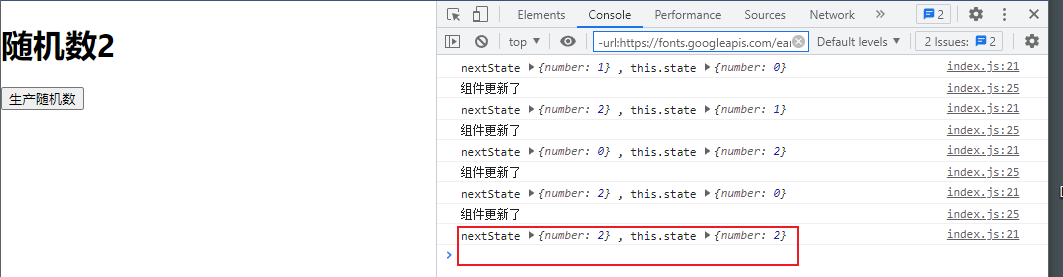 随机数2
生产随机数
Elements Console Performance Sources Network » 2
top ▼ -url:https://fonts.googleapis.com/ear Default levels ▼ 2 Issues: 2
nextState ▶{number: 1} , this.state ▶{number: 0} index.js:21
组件更新了 index.js:25
nextState ▶{number: 2} , this.state ▶{number: 1} index.js:21
组件更新了 index.js:25
nextState ▶{number: 0} , this.state ▶{number: 2} index.js:21
组件更新了 index.js:25
nextState ▶{number: 2} , this.state ▶{number: 0} index.js:21
组件更新了 index.js:25
nextState ▶{number: 2} , this.state ▶{number: 2} index.js:21
>